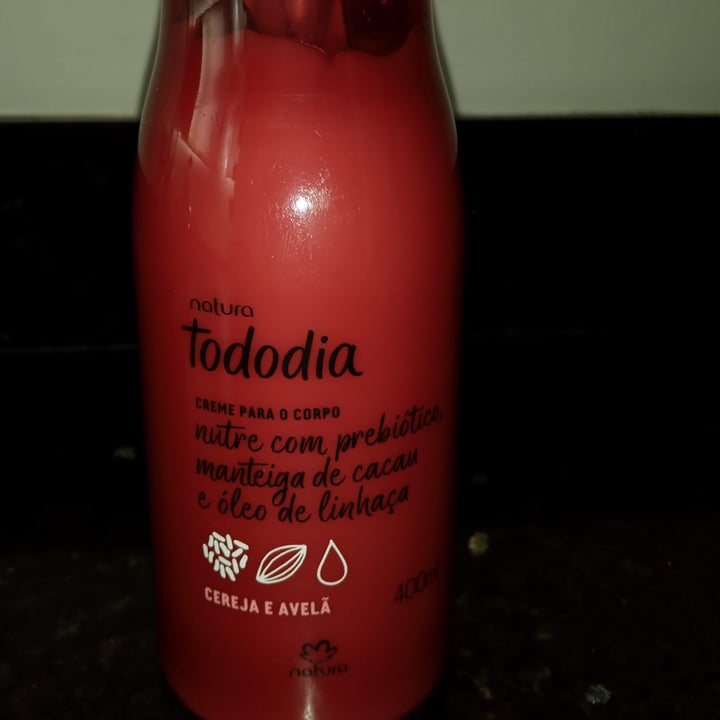 natura
tododia
CREME PARA O CORPO
nutre com prebiótico,
manteiga de cacau
e óleo de linhaça
CEREJA E AVELÃ
400ml
natura